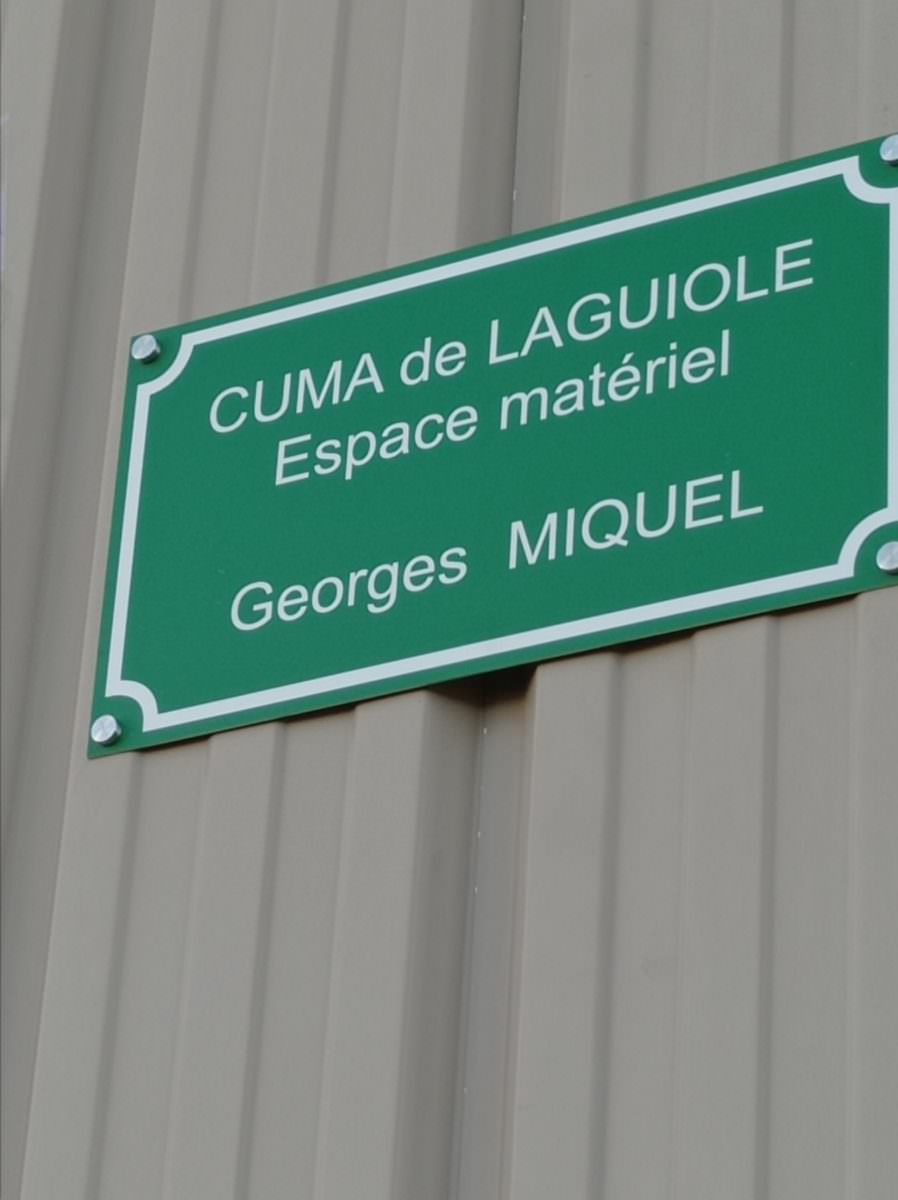 CUMA de LAGUIOLE
Espace matériel
Georges MIQUEL